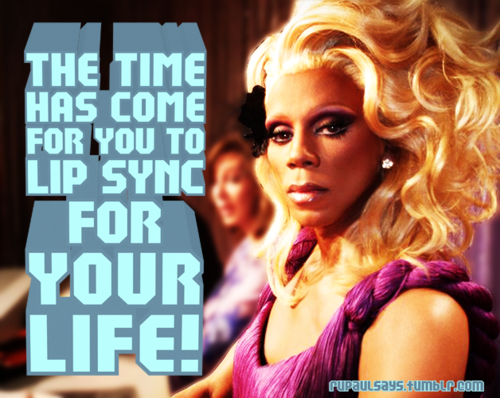 THE TIME
HAS COME
FOR YOU TO
LIP SYNC
FOR
YOUR
LIFE!
rupaulsays.tumblr.com